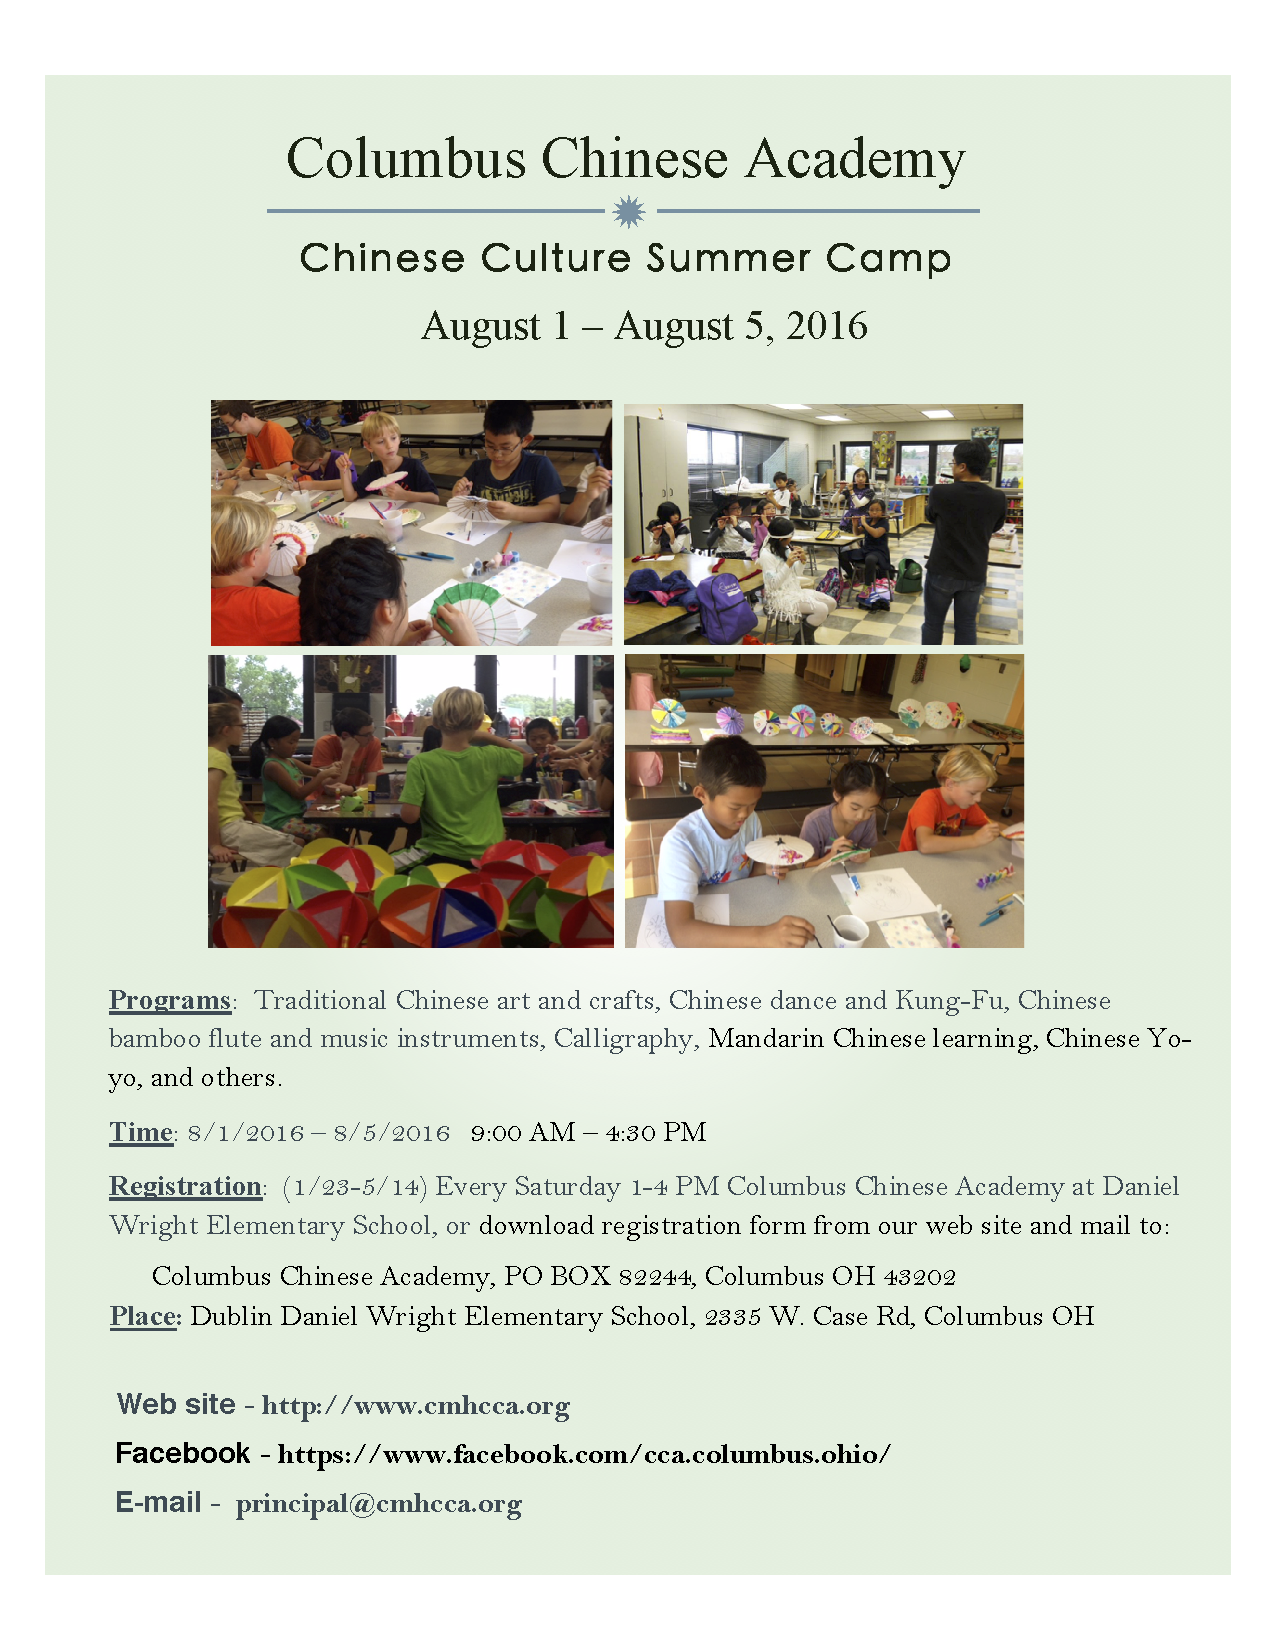 Columbus Chinese Academy
Chinese Culture Summer Camp
August 1 – August 5, 2016
Programs:  Traditional Chinese art and crafts, Chinese dance and Kung-Fu, Chinese
bamboo flute and music instruments, Calligraphy, Mandarin Chinese learning, Chinese Yo-
yo, and others.
Time: 8/1/2016 – 8/5/2016   9:00 AM – 4:30 PM
Registration:  (1/23-5/14) Every Saturday 1-4 PM Columbus Chinese Academy at Daniel
Wright Elementary School, or download registration form from our web site and mail to:
Columbus Chinese Academy, PO BOX 82244, Columbus OH 43202
Place: Dublin Daniel Wright Elementary School, 2335 W. Case Rd, Columbus OH
Web site - http://www.cmhcca.org
Facebook - https://www.facebook.com/cca.columbus.ohio/
E-mail -  principal@cmhcca.org